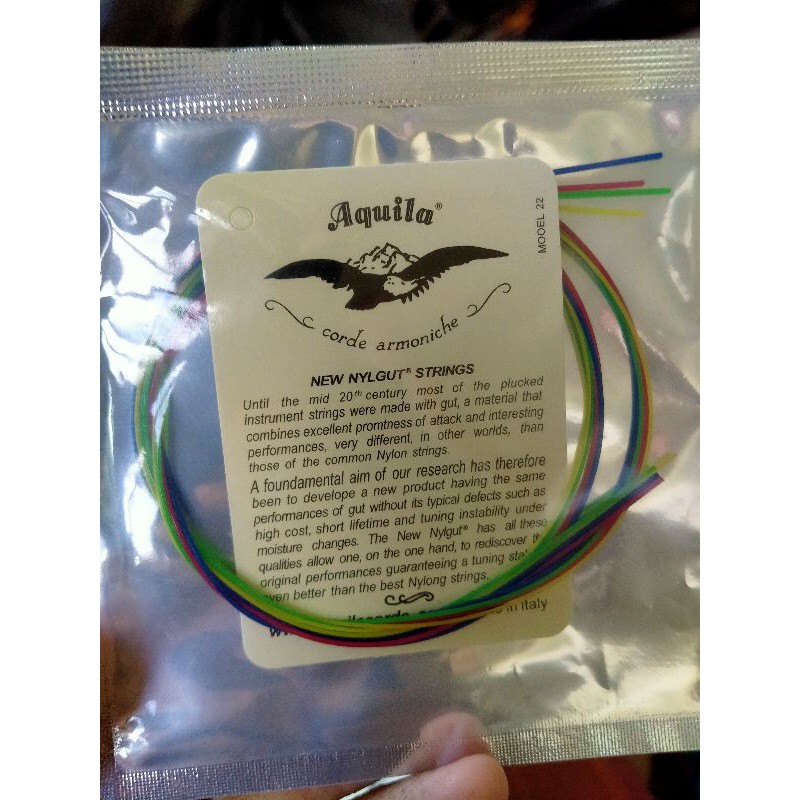 Aquila®
MODEL 22
corde armoniche
NEW NYLGUT® STRINGS
Until the mid 20th century most of the plucked
instrument strings were made with gut, a material that
combines excellent promtness of attack and interesting
performances, very different, in other worlds, than
those of the common Nylon strings.
A foundamental aim of our research has therefore
been to develope a new product having the same
performances of gut without its typical defects such as
high cost, short lifetime and tuning instability under
moisture changes. The New Nylgut® has all these
qualities allow one, on the one hand, to rediscover
original performances guaranteeing a tuning
even better than the best Nylong strings.
in Italy